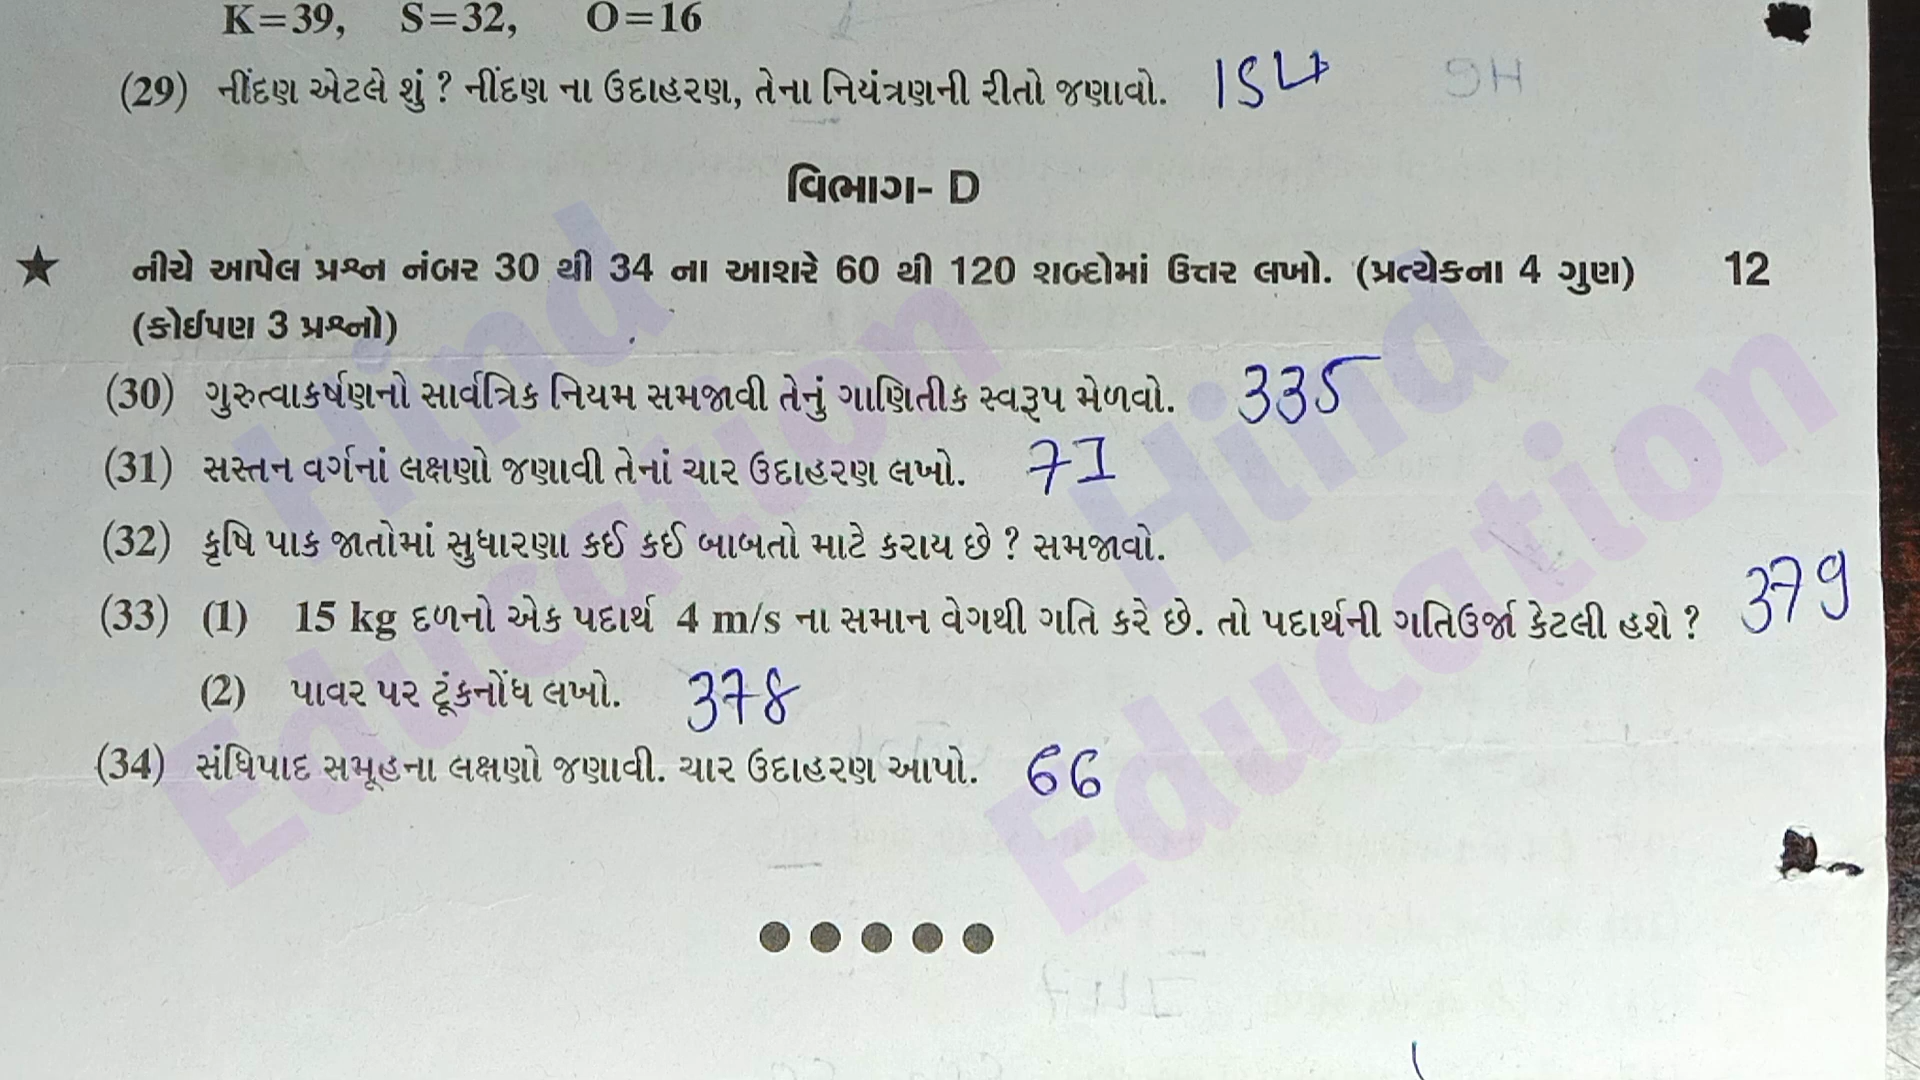 K=39, S=32, O=16
(29) નીંદણ એટલે શું ? નીંદણ ના ઉદાહરણ, તેના નિયંત્રણની રીતો જણાવો. 154
વિભાગ- D
★ નીચે આપેલ પ્રશ્ન નંબર 30 થી 34 ના આશરે 60 થી 120 શબ્દોમાં ઉત્તર લખો. (પ્રત્યેકના 4 ગુણ) 12
(કોઈપણ 3 પ્રશ્નો)
(30) ગુરુત્વાકર્ષણનો સાર્વત્રિક નિયમ સમજાવી તેનું ગાણિતીક સ્વરૂપ મેળવો. 335
(31) સસ્તન વર્ગનાં લક્ષણો જણાવી તેનાં ચાર ઉદાહરણ લખો. 71
(32) કૃષિ પાક જાતોમાં સુધારણા કઈ કઈ બાબતો માટે કરાય છે ? સમજાવો.
(33) (1) 15 kg દળનો એક પદાર્થ 4 m/s ના સમાન વેગથી ગતિ કરે છે. તો પદાર્થની ગતિઉર્જા કેટલી હશે ? 379
(2) પાવર પર ટૂંકનોંધ લખો. 378
(34) સંધિપાદ સમૂહના લક્ષણો જણાવી. ચાર ઉદાહરણ આપો. 66
Hind Education
Hind Education